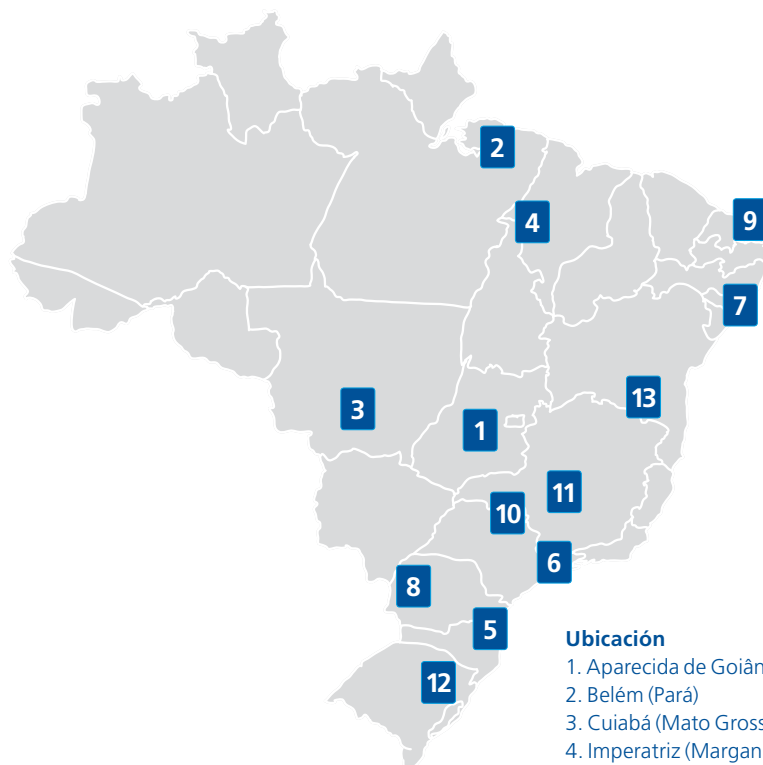 2
4
9
7
3
13
1
11
10
6
8
5
12
Ubicación
1. Aparecida de Goiân
2. Belém (Pará)
3. Cuiabá (Mato Gross
4. Imperatriz (Margan